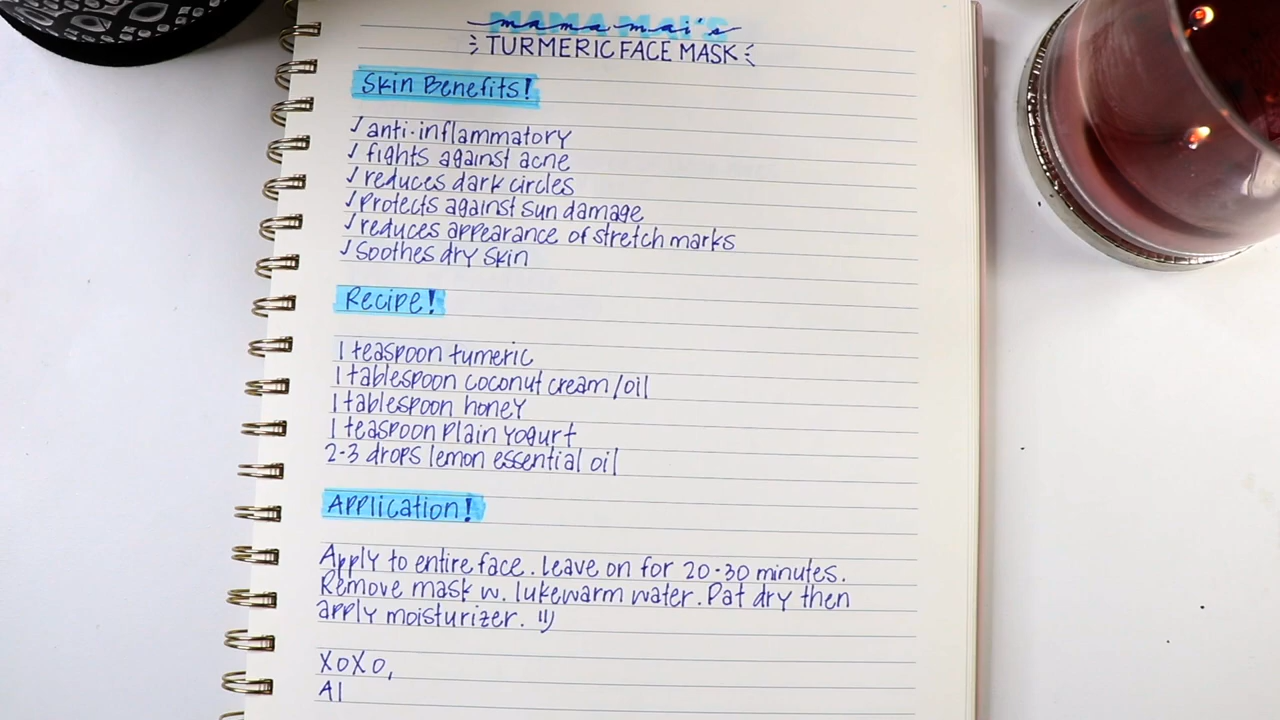 mama mai's
TURMERIC FACE MASK
Skin Benefits!
✓ anti-inflammatory
✓ fights against acne
✓ reduces dark circles
✓ protects against sun damage
✓ reduces appearance of stretch marks
✓ soothes dry skin
Recipe!
1 teaspoon tumeric
1 tablespoon coconut cream/oil
1 tablespoon honey
1 teaspoon plain yogurt
2-3 drops lemon essential oil
Application!
Apply to entire face. Leave on for 20-30 minutes.
Remove mask w. lukewarm water. Pat dry then
apply moisturizer. :)
XOXO,
Al